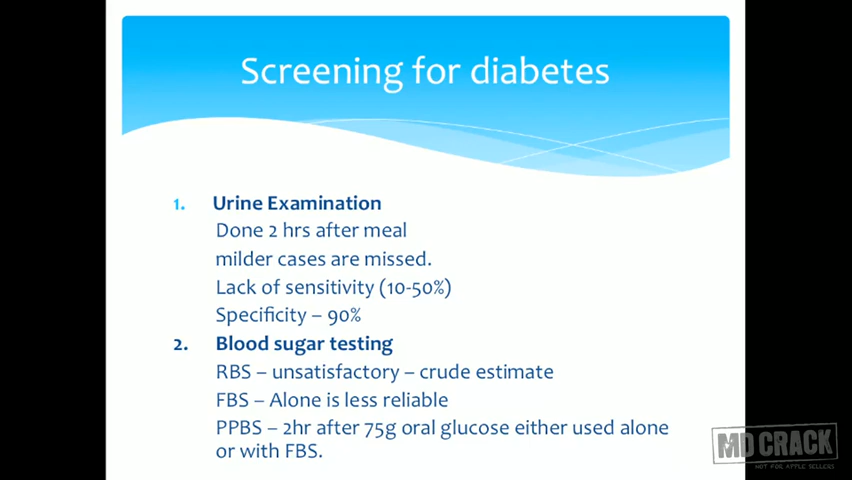 Screening for diabetes
1. Urine Examination
Done 2 hrs after meal
milder cases are missed.
Lack of sensitivity (10-50%)
Specificity – 90%
2. Blood sugar testing
RBS – unsatisfactory – crude estimate
FBS – Alone is less reliable
PPBS – 2hr after 75g oral glucose either used alone
or with FBS.
MD CRACK
NOT FOR APPLE SELLERS